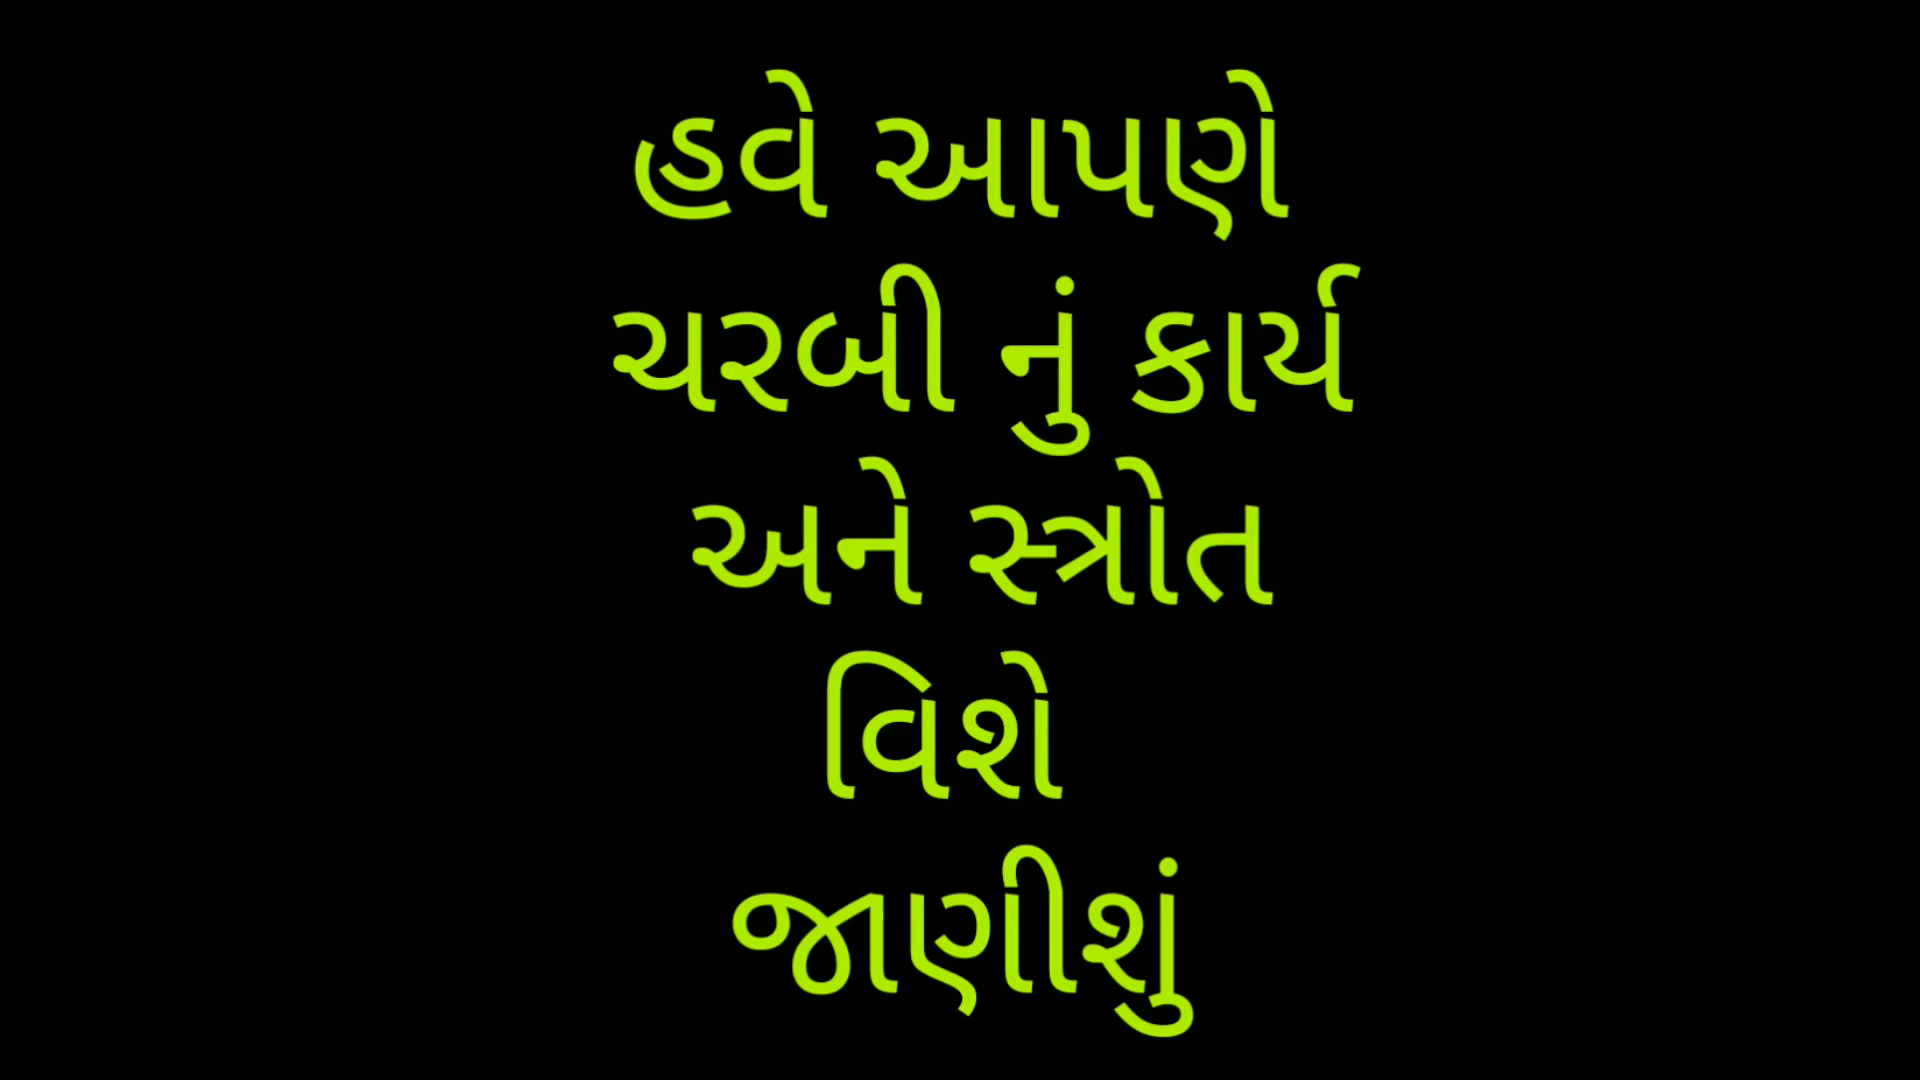 હવે આપણે
ચરબી નું કાર્ય
અને સ્ત્રોત
વિશે
જાણીશું